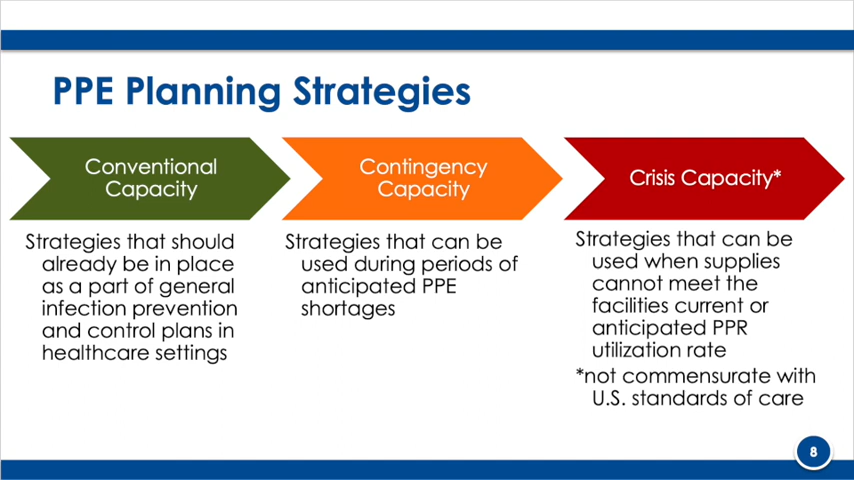 PPE Planning Strategies
Conventional
Capacity
Strategies that should
already be in place
as a part of general
infection prevention
and control plans in
healthcare settings
Contingency
Capacity
Strategies that can be
used during periods of
anticipated PPE
shortages
Crisis Capacity*
Strategies that can be
used when supplies
cannot meet the
facilities current or
anticipated PPR
utilization rate
*not commensurate with
U.S. standards of care
8